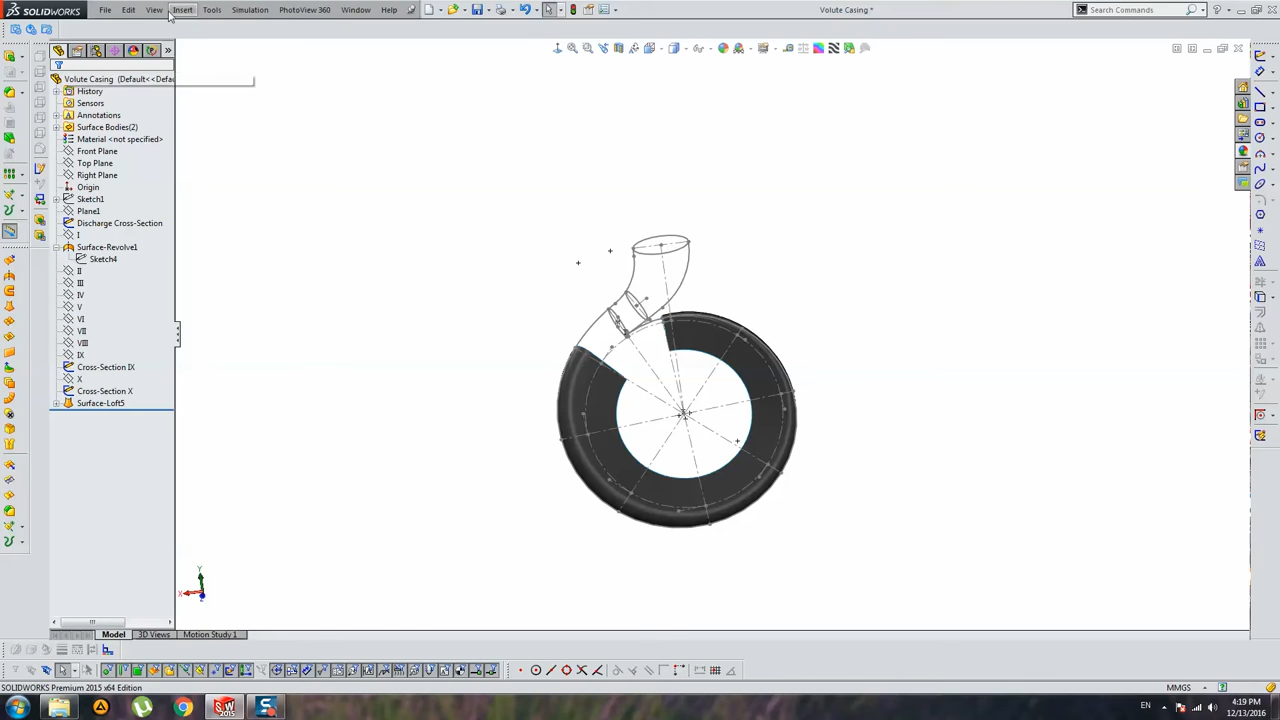 SOLIDWORKS File Edit View Insert Tools Simulation PhotoView 360 Window Help Volute Casing * Search Commands
Volute Casing (Default<<Defau
History
Sensors
Annotations
Surface Bodies(2)
Material <not specified>
Front Plane
Top Plane
Right Plane
Origin
Sketch1
Plane1
Discharge Cross-Section
I
Surface-Revolve1
Sketch4
II
III
IV
V
VI
VII
VIII
IX
Cross-Section IX
X
Cross-Section X
Surface-Loft5
Y
X
Z
Model 3D Views Motion Study 1
SOLIDWORKS Premium 2015 x64 Edition MMGS
EN 4:19 PM
12/13/2016